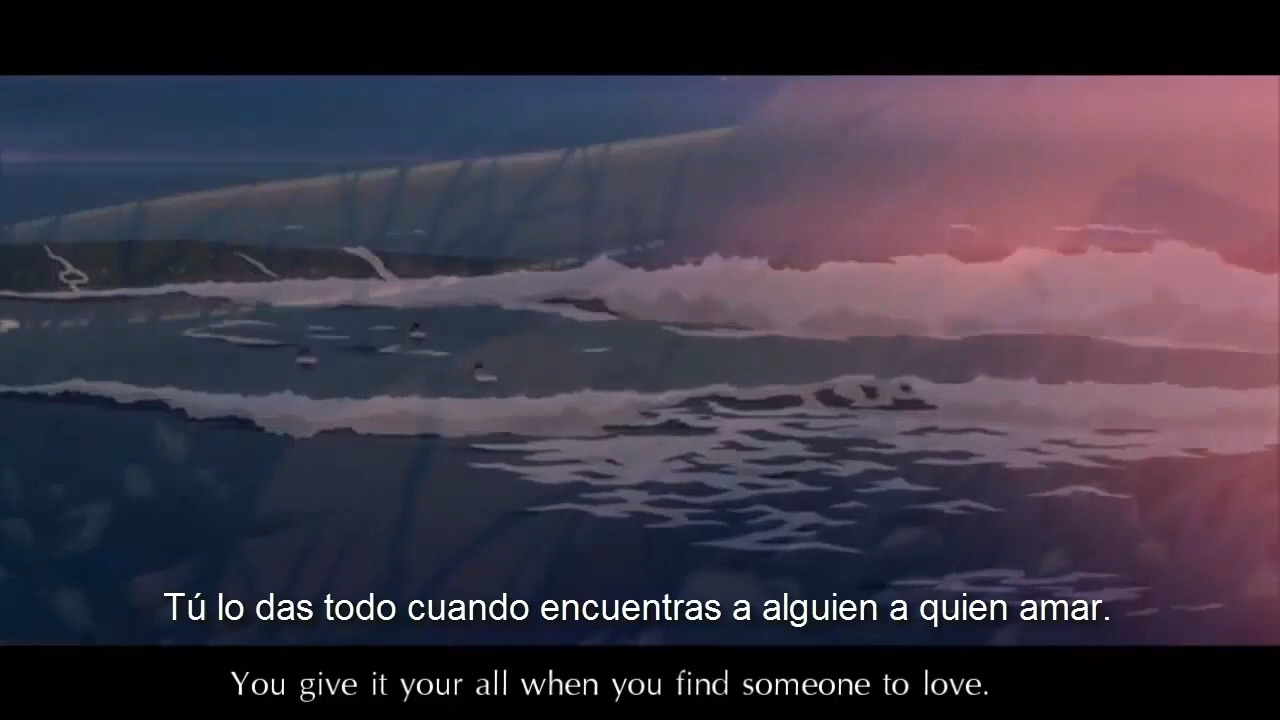 Tú lo das todo cuando encuentras a alguien a quien amar.
You give it your all when you find someone to love.